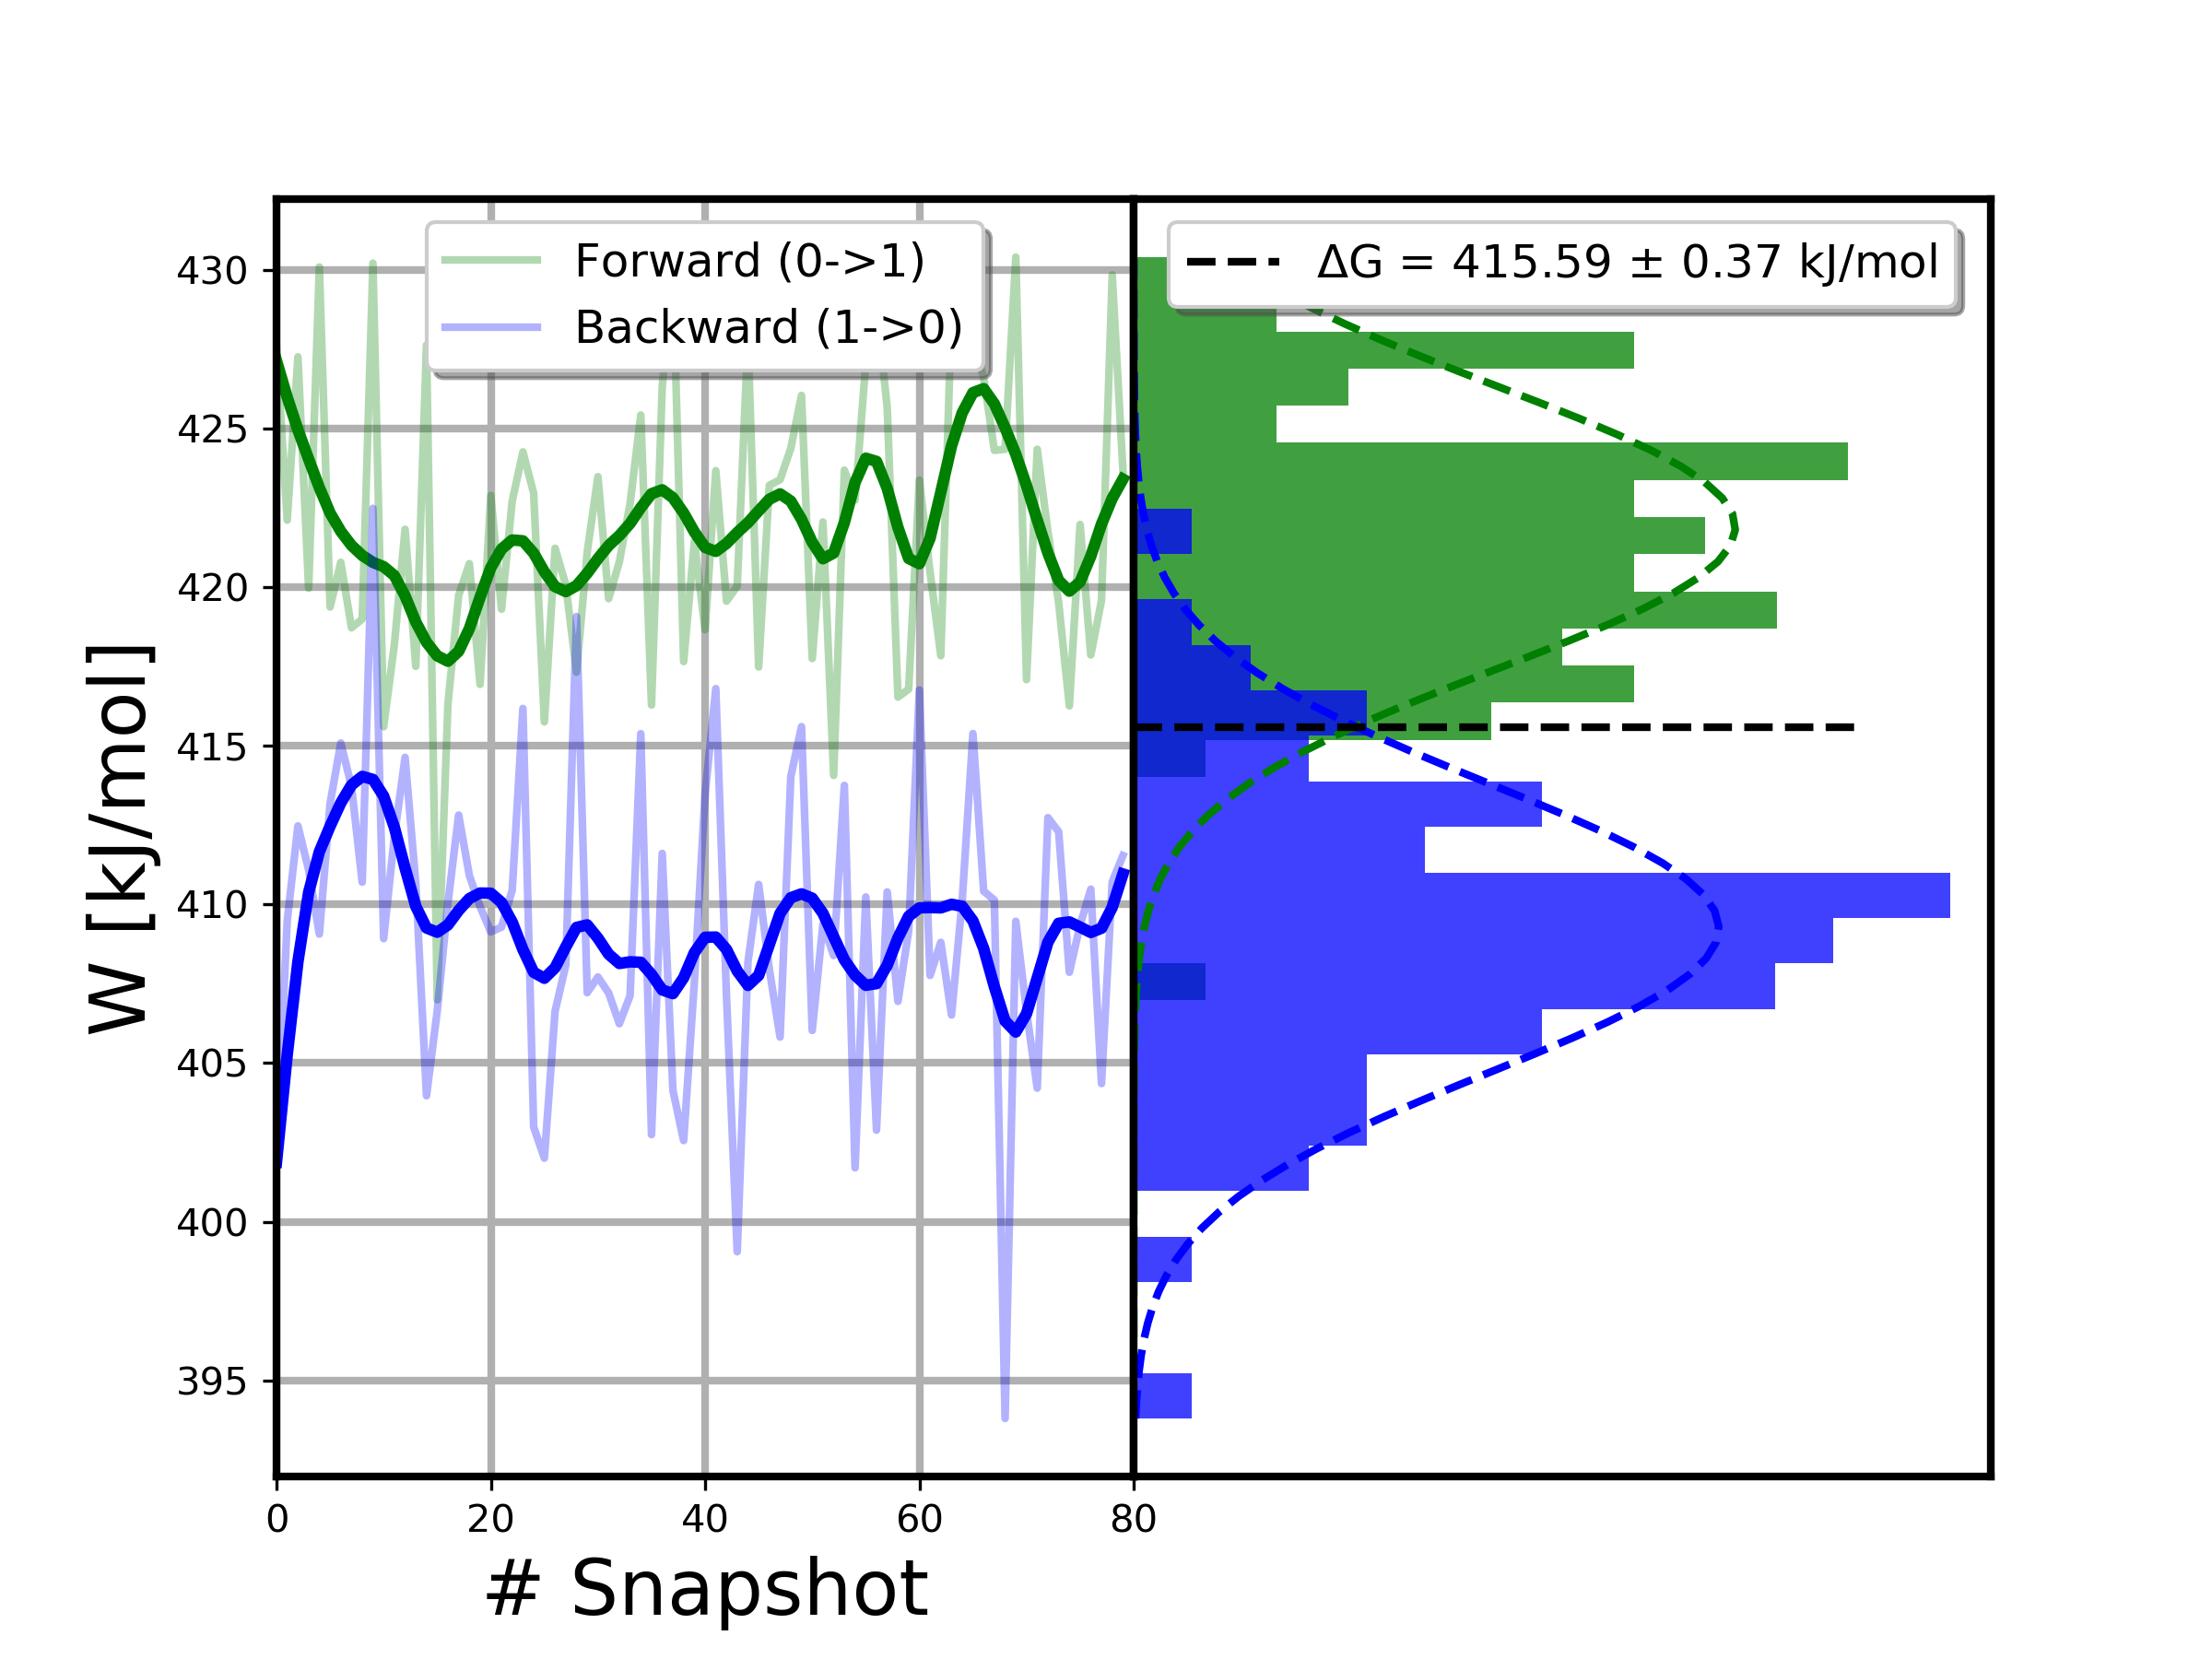 Forward (0->1)
Backward (1->0)
ΔG = 415.59 ± 0.37 kJ/mol
W [kJ/mol]
430
425
420
415
410
405
400
395
0 20 40 60 80
# Snapshot